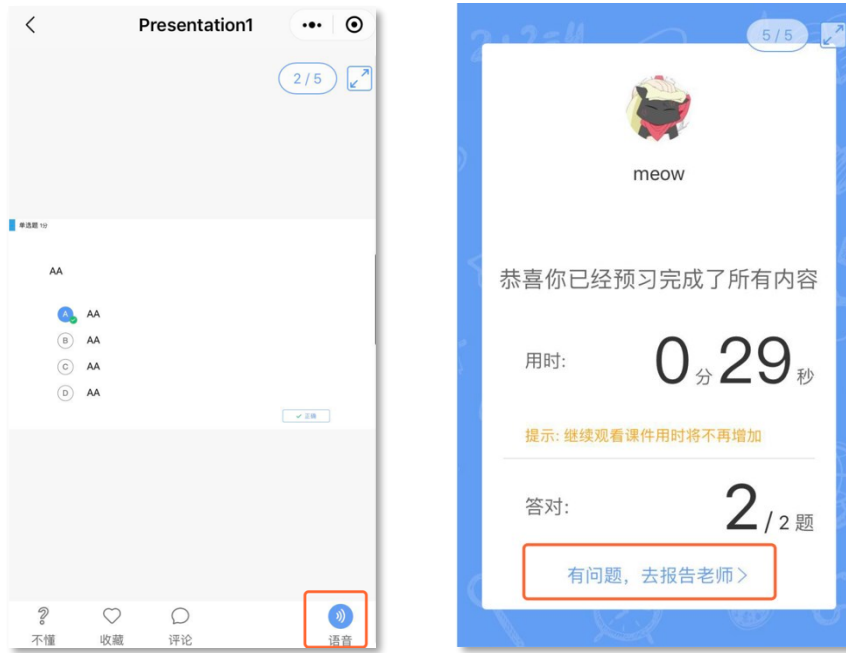 Presentation1
2 / 5
单选题 1分
AA
A AA
B AA
C AA
D AA
正确
不懂
收藏
评论
语音
5 / 5
2+2=4
meow
恭喜你已经预习完成了所有内容
用时: 0 分 29 秒
提示: 继续观看课件用时将不再增加
答对: 2 / 2 题
有问题，去报告老师